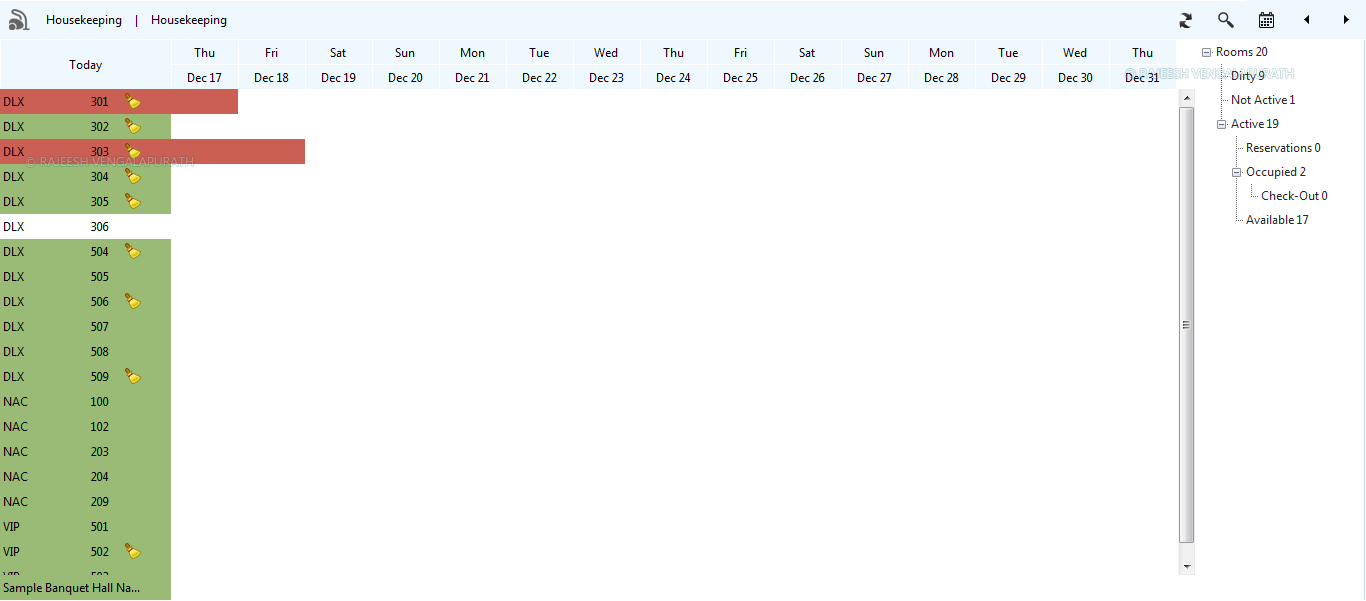 Housekeeping | Housekeeping
Today
Thu Fri Sat Sun Mon Tue Wed Thu Fri Sat Sun Mon Tue Wed Thu
Dec 17 Dec 18 Dec 19 Dec 20 Dec 21 Dec 22 Dec 23 Dec 24 Dec 25 Dec 26 Dec 27 Dec 28 Dec 29 Dec 30 Dec 31
DLX 301
DLX 302
DLX 303
© RAJEESH VENGALAPURATH
DLX 304
DLX 305
DLX 306
DLX 504
DLX 505
DLX 506
DLX 507
DLX 508
DLX 509
NAC 100
NAC 102
NAC 203
NAC 204
NAC 209
VIP 501
VIP 502
Sample Banquet Hall Na...
Rooms 20
© RAJEESH VENGALAPURATH
Dirty 9
Not Active 1
Active 19
Reservations 0
Occupied 2
Check-Out 0
Available 17